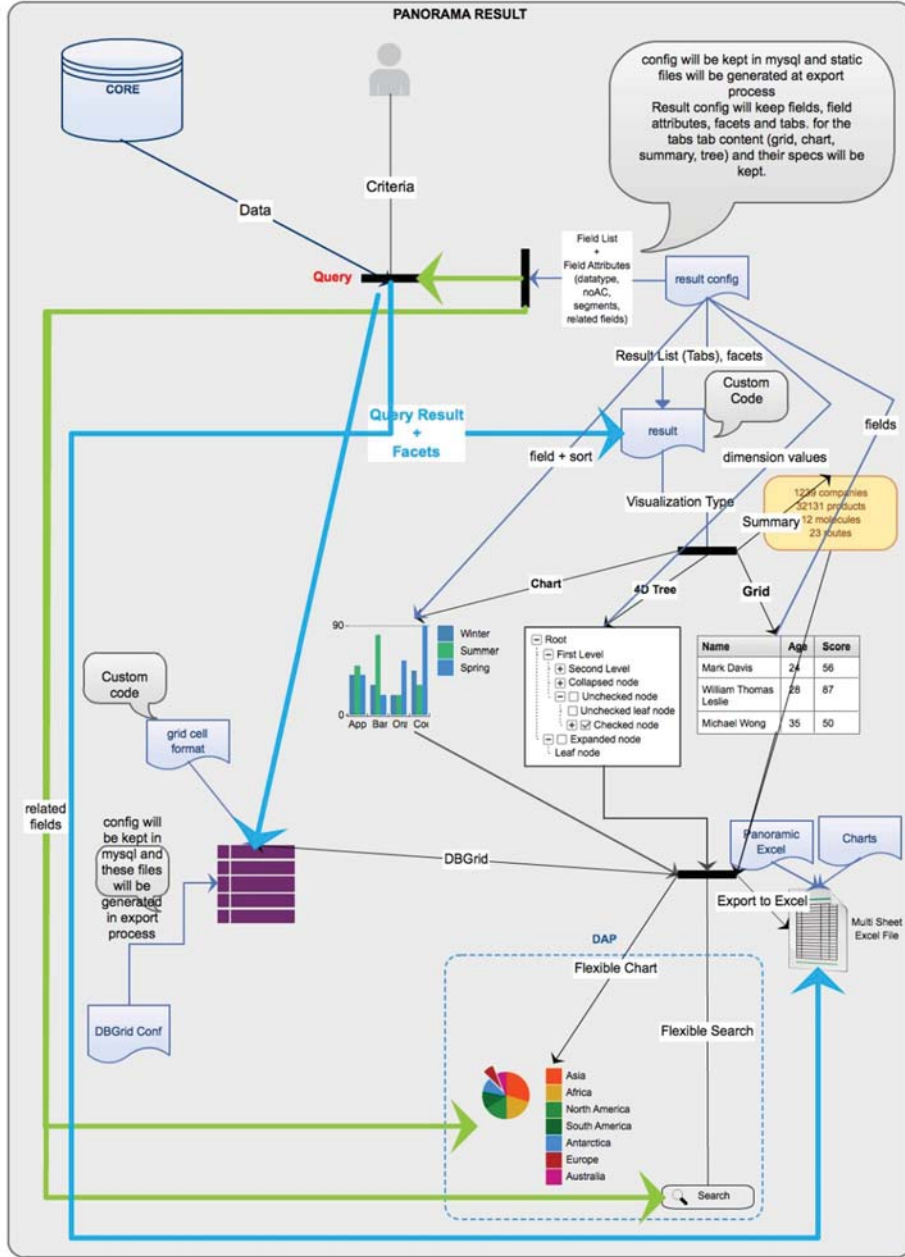 PANORAMA RESULT
CORE
config will be kept in mysql and static
files will be generated at export
process
Result config will keep fields, field
attributes, facets and tabs. for the
tabs tab content (grid, chart,
summary, tree) and their specs will be
kept.
Criteria
Data
Field List
+
Field Attributes
(datatype,
noAC,
segments,
related fields)
Query
result config
Result List (Tabs), facets
Custom
Code
Query Result
+
Facets
result
fields
field + sort
dimension values
Visualization Type
1239 companies
32131 products
12 molecules
23 routes
Summary
Chart
4D Tree
Grid
90
0
App
Bar
Ora
Coc
Winter
Summer
Spring
Root
First Level
Second Level
Collapsed node
Unchecked node
Unchecked leaf node
Checked node
Expanded node
Leaf node
Name Age Score
Mark Davis 24 56
William Thomas
Leslie 28 87
Michael Wong 35 50
Custom
code
grid cell
format
related
fields
config will
be kept in
mysql and
these files
will be
generated
in export
process
DBGrid
Panoramic
Excel
Charts
Export to Excel
Multi Sheet
Excel File
DAP
Flexible Chart
Flexible Search
DBGrid Conf
Asia
Africa
North America
South America
Antarctica
Europe
Australia
Search